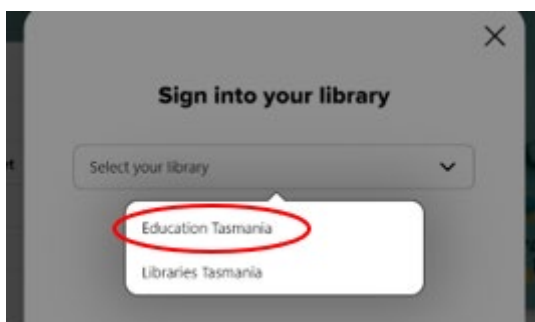 Sign into your library
Select your library
Education Tasmania
Libraries Tasmania